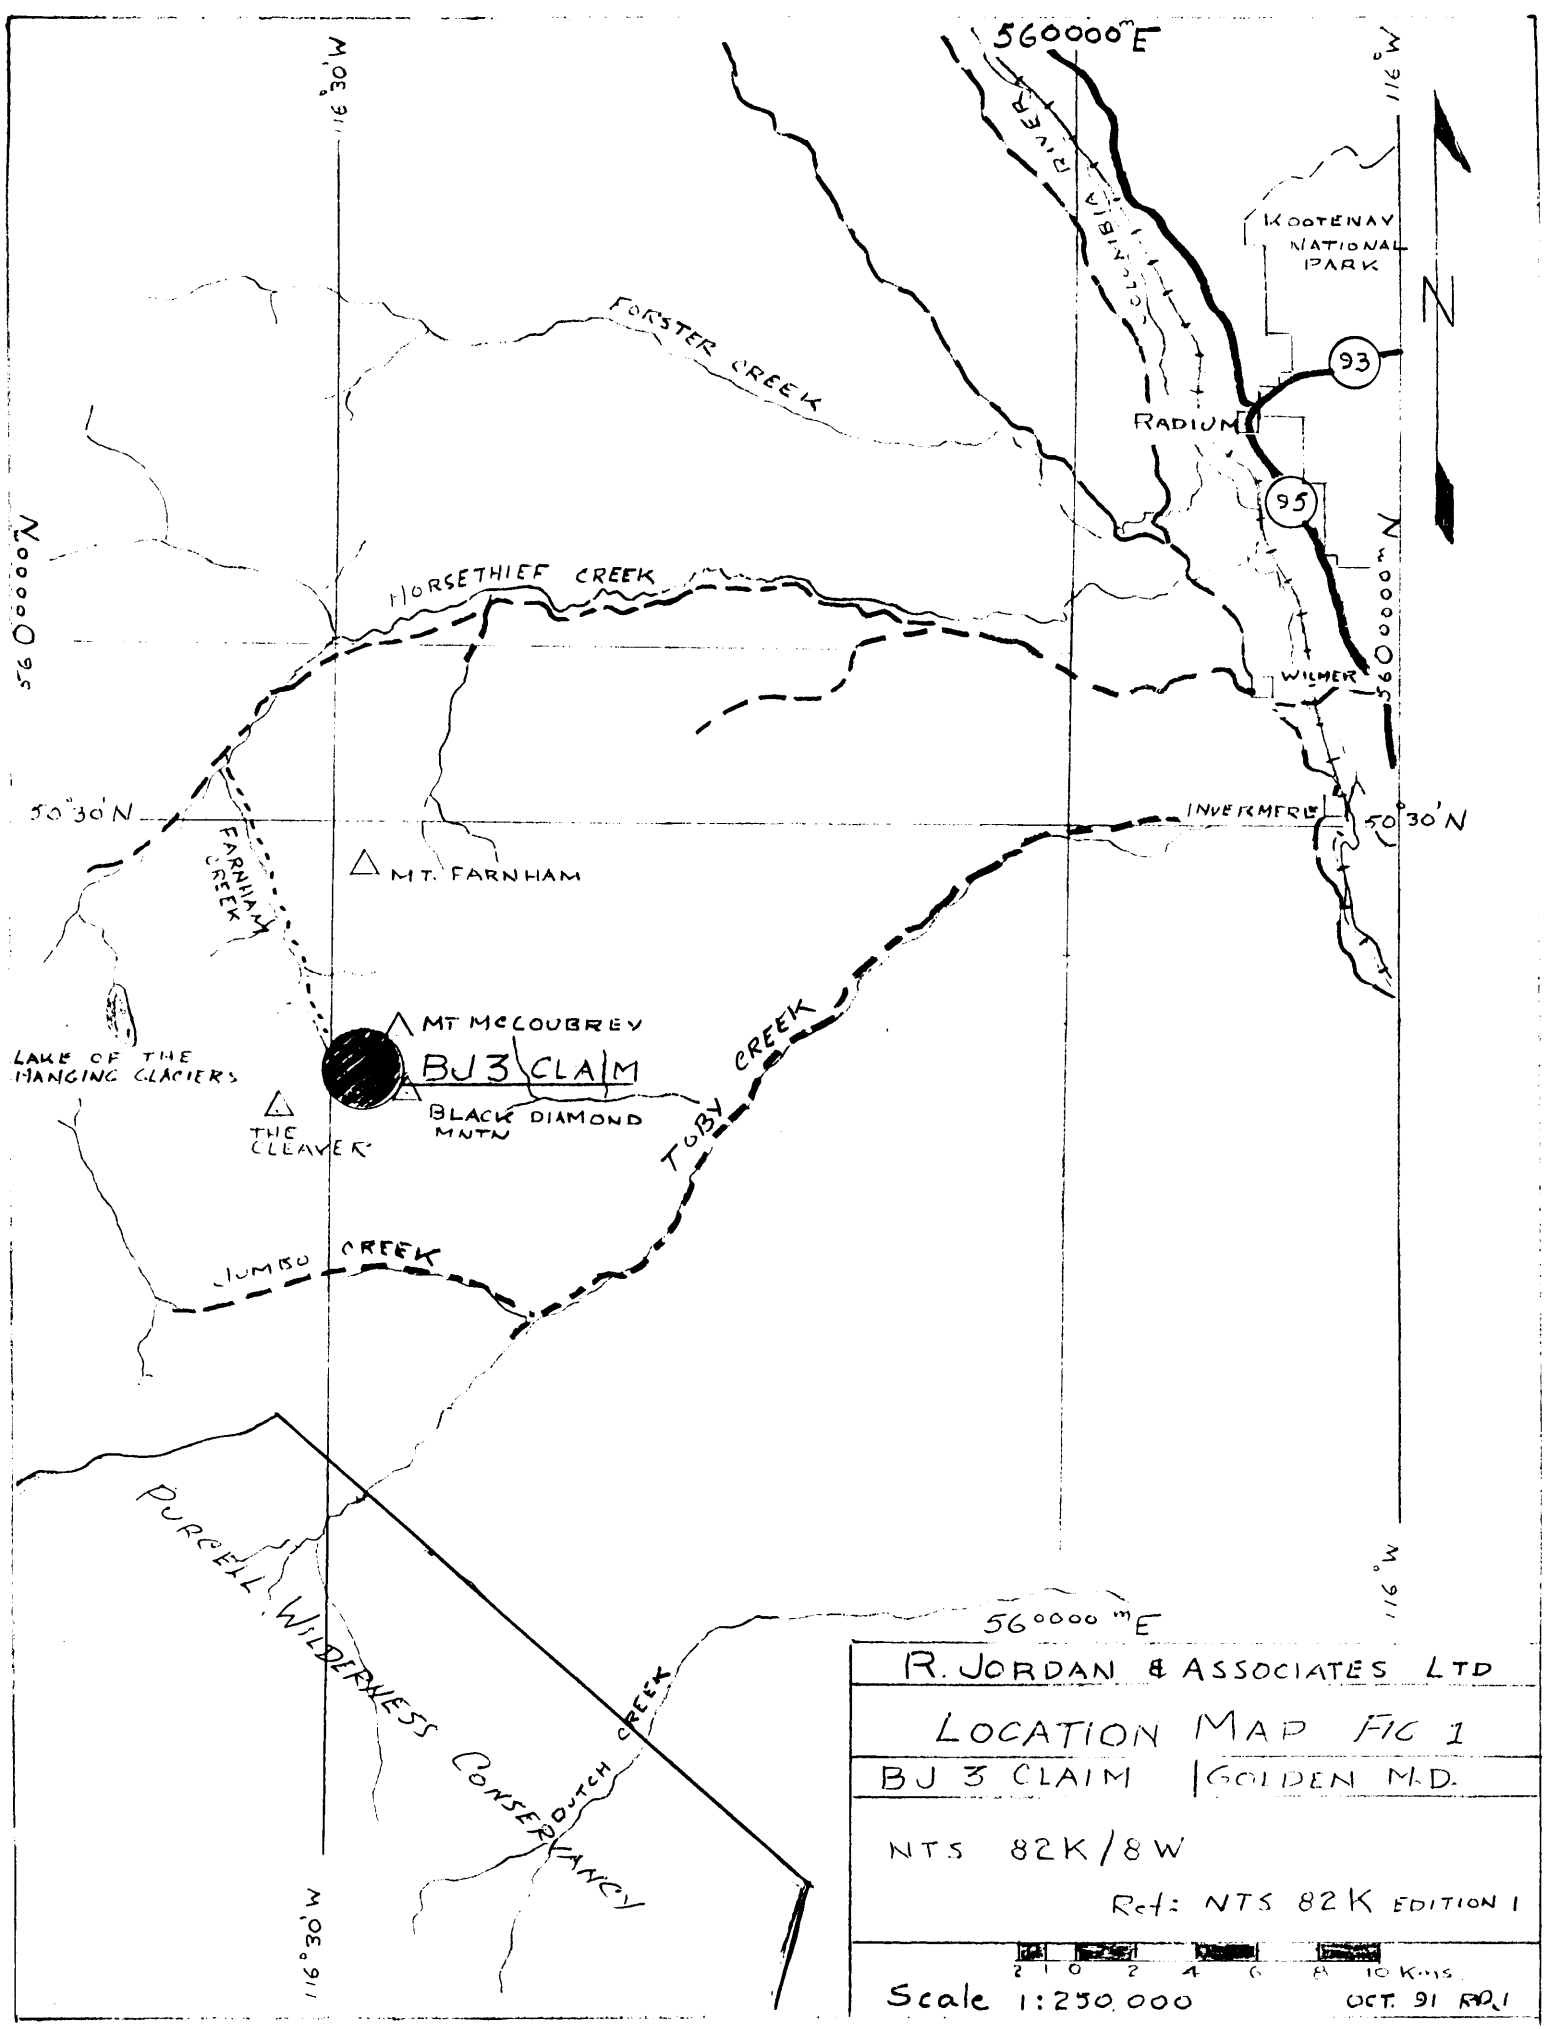 560000ᵐE
116°30'W
116°W
COLUMBIA RIVER
KOOTENAY
NATIONAL
PARK
N
FORSTER CREEK
93
RADIUM
95
5600000N
5600000ᵐN
HORSETHIEF CREEK
WILMER
50°30'N
INVERMERE
50°30'N
FARNHAM
CREEK
MT. FARNHAM
MT MCCOUBREY
LAKE OF THE
HANGING GLACIERS
BJ 3 CLAIM
BLACK DIAMOND
MNTN
THE
CLEAVER
TOBY CREEK
JUMBO CREEK
PURCELL WILDERNESS CONSERVANCY
DUTCH CREEK
116°W
560000ᵐE
116°30'W
R. JORDAN & ASSOCIATES LTD
LOCATION MAP FIG 1
BJ 3 CLAIM | GOLDEN M.D.
NTS 82K/8W
Ref: NTS 82K EDITION 1
2 1 0 2 4 6 8 10 Kms
Scale 1:250,000
OCT. 91